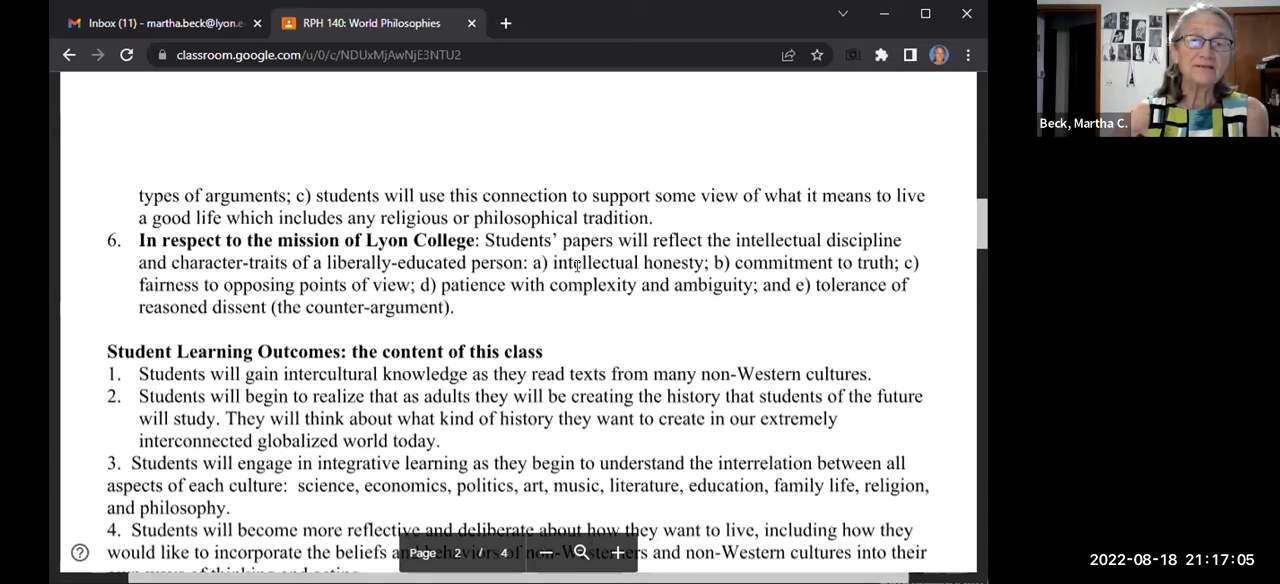 Inbox (11) - martha.beck@lyon.e
RPH 140: World Philosophies
classroom.google.com/u/0/c/NDUxMjAwNjE3NTU2
Beck, Martha C.
types of arguments; c) students will use this connection to support some view of what it means to live
a good life which includes any religious or philosophical tradition.
6. In respect to the mission of Lyon College: Students’ papers will reflect the intellectual discipline
and character-traits of a liberally-educated person: a) intellectual honesty; b) commitment to truth; c)
fairness to opposing points of view; d) patience with complexity and ambiguity; and e) tolerance of
reasoned dissent (the counter-argument).
Student Learning Outcomes: the content of this class
1. Students will gain intercultural knowledge as they read texts from many non-Western cultures.
2. Students will begin to realize that as adults they will be creating the history that students of the future
will study. They will think about what kind of history they want to create in our extremely
interconnected globalized world today.
3. Students will engage in integrative learning as they begin to understand the interrelation between all
aspects of each culture: science, economics, politics, art, music, literature, education, family life, religion,
and philosophy.
4. Students will become more reflective and deliberate about how they want to live, including how they
would like to incorporate the beliefs and behaviors of non-Westerners and non-Western cultures into their
Page 2 / 4
2022-08-18 21:17:05